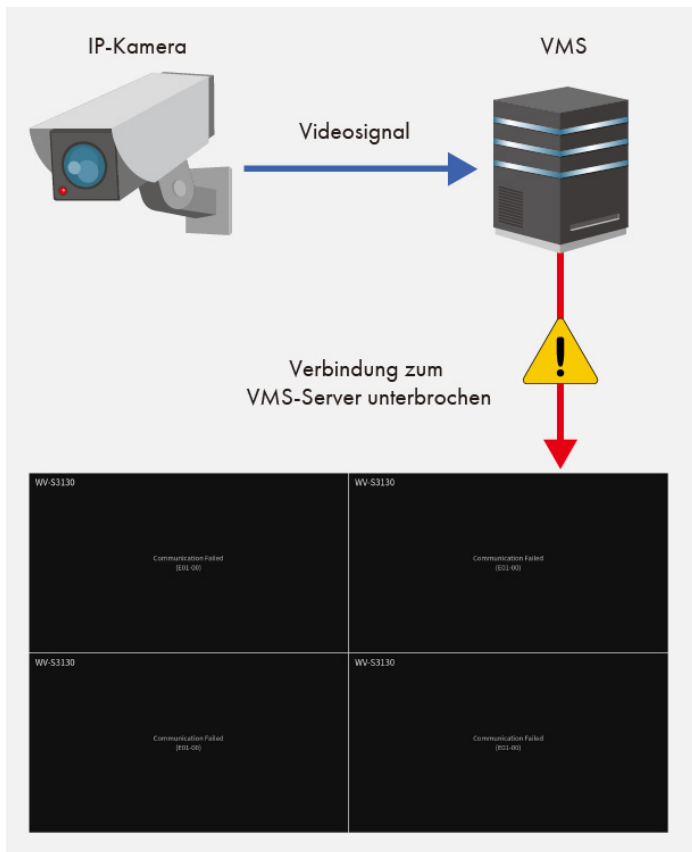 IP-Kamera
VMS
Videosignal
Verbindung zum
VMS-Server unterbrochen
WV-S3130
Communication Failed
(E01-00)
WV-S3130
Communication Failed
(E01-00)
WV-S3130
Communication Failed
(E01-00)
WV-S3130
Communication Failed
(E01-00)